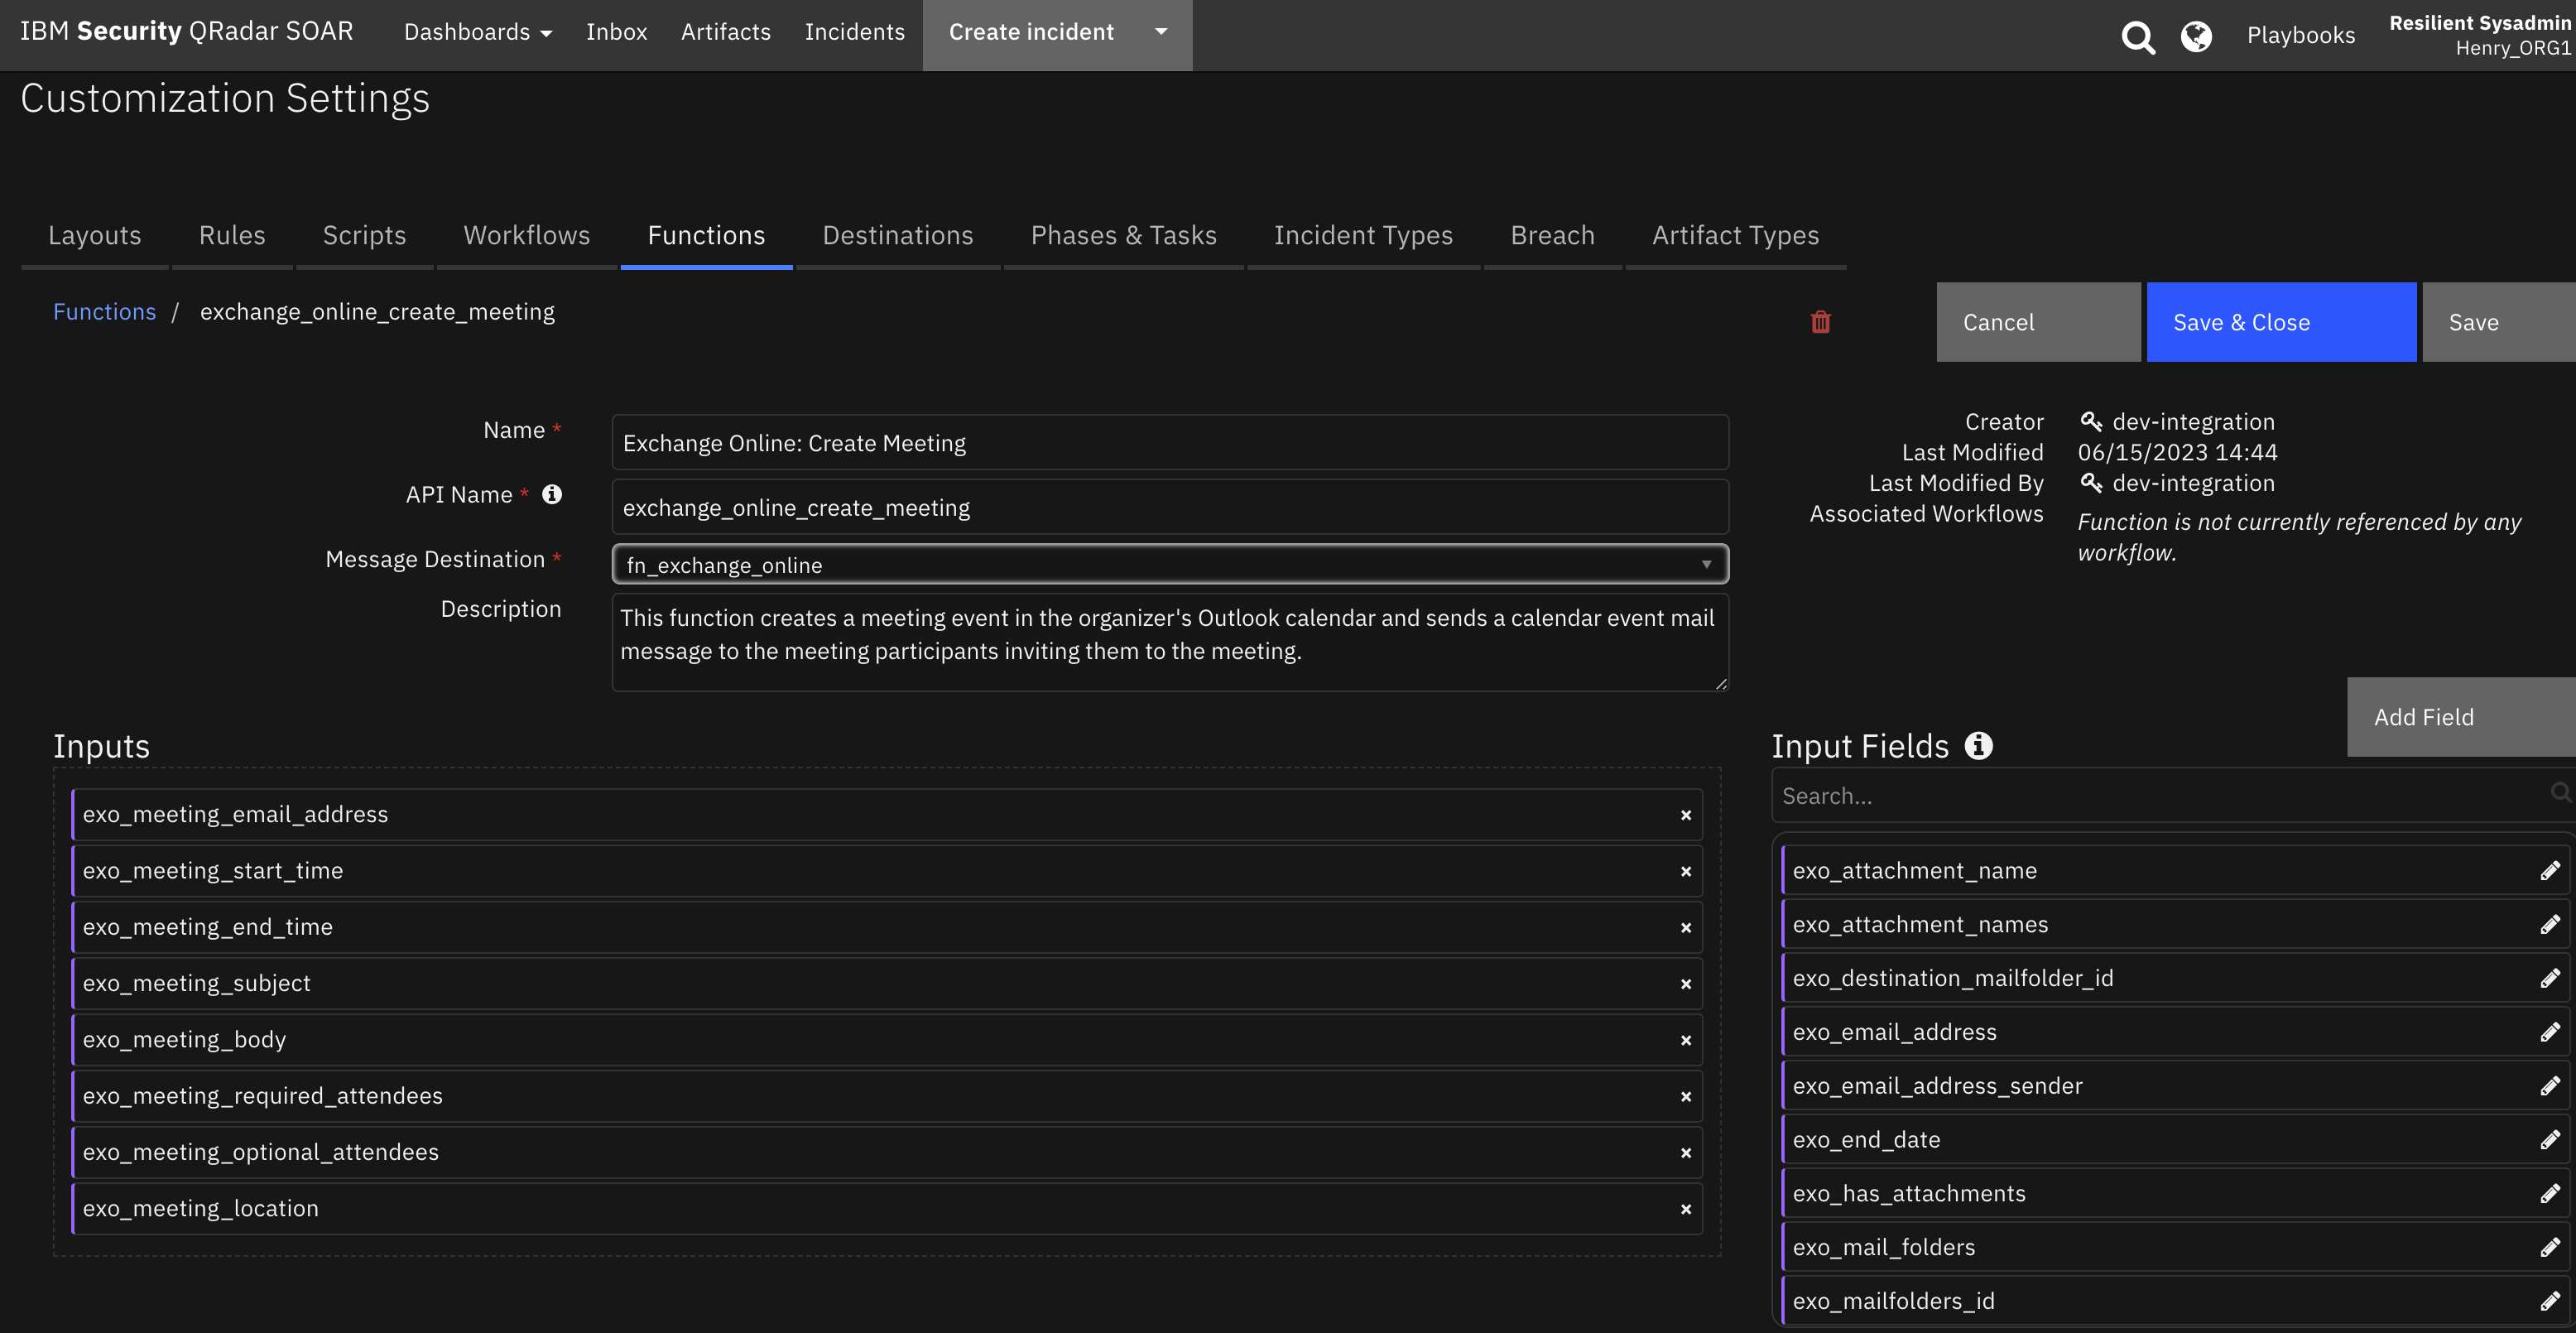 IBM Security QRadar SOAR Dashboards Inbox Artifacts Incidents Create incident Playbooks Resilient Sysadmin
Henry_ORG1
Customization Settings
Layouts Rules Scripts Workflows Functions Destinations Phases & Tasks Incident Types Breach Artifact Types
Functions / exchange_online_create_meeting
Cancel Save & Close Save
Name * Exchange Online: Create Meeting
API Name * exchange_online_create_meeting
Message Destination * fn_exchange_online
Description This function creates a meeting event in the organizer's Outlook calendar and sends a calendar event mail
message to the meeting participants inviting them to the meeting.
Creator dev-integration
Last Modified 06/15/2023 14:44
Last Modified By dev-integration
Associated Workflows Function is not currently referenced by any
workflow.
Inputs
exo_meeting_email_address
exo_meeting_start_time
exo_meeting_end_time
exo_meeting_subject
exo_meeting_body
exo_meeting_required_attendees
exo_meeting_optional_attendees
exo_meeting_location
Add Field
Input Fields
Search...
exo_attachment_name
exo_attachment_names
exo_destination_mailfolder_id
exo_email_address
exo_email_address_sender
exo_end_date
exo_has_attachments
exo_mail_folders
exo_mailfolders_id